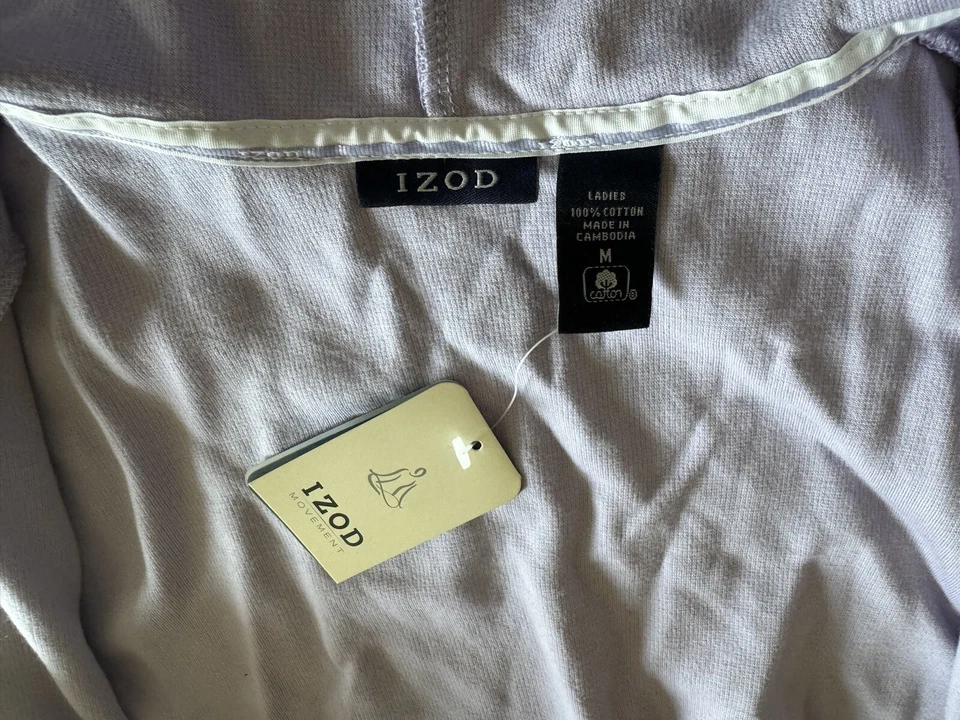 IZOD
LADIES
100% COTTON
MADE IN
CAMBODIA
M
cotton
®
IZOD
MOVEMENT